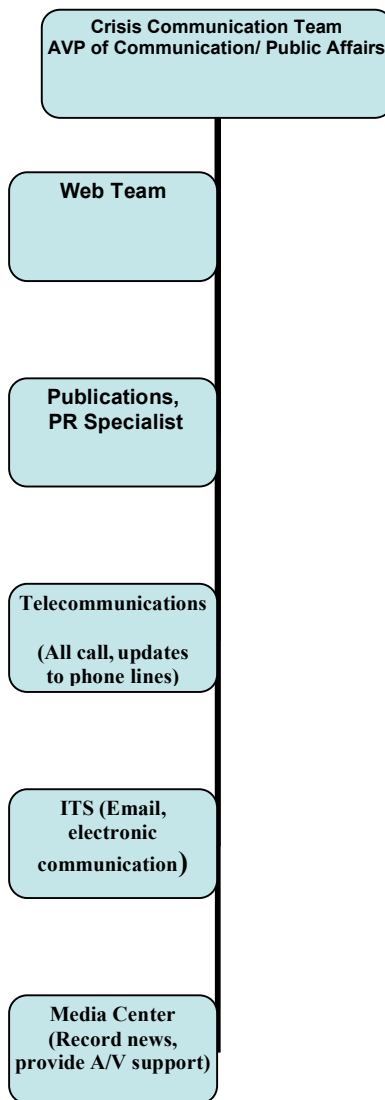 Crisis Communication Team
AVP of Communication/ Public Affairs
Web Team
Publications,
PR Specialist
Telecommunications
(All call, updates
to phone lines)
ITS (Email,
electronic
communication)
Media Center
(Record news,
provide A/V support)